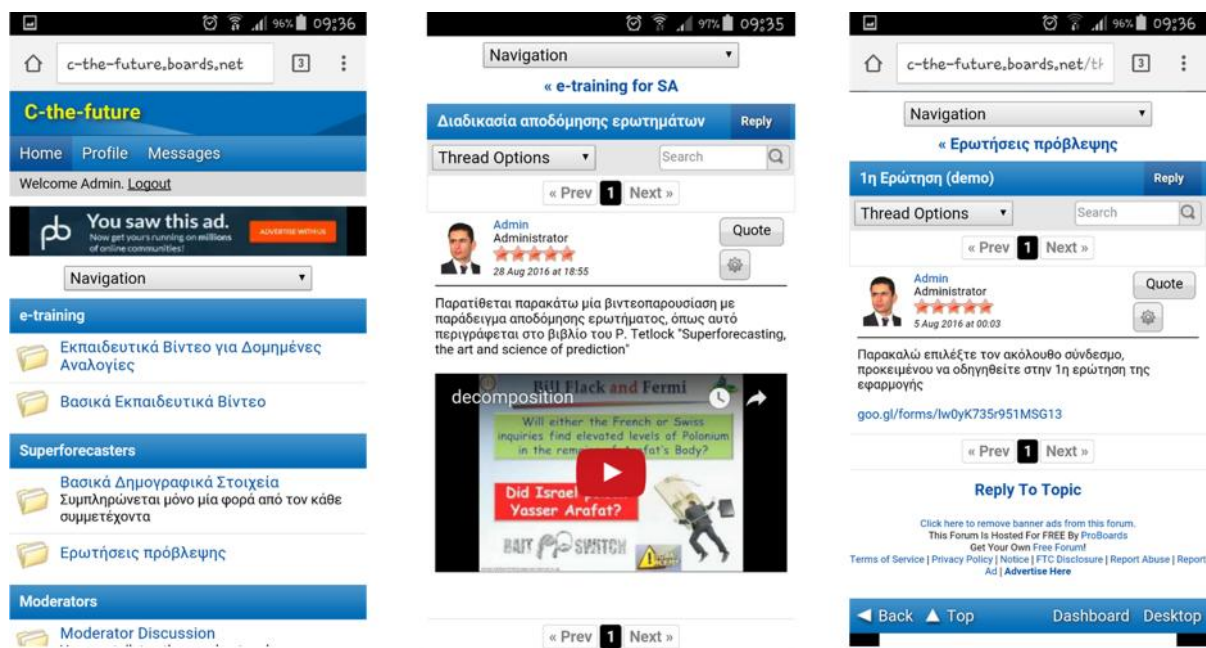 96% 09:36
c-the-future.boards.net
3
C-the-future
Home Profile Messages
Welcome Admin. Logout
pb
You saw this ad.
Now get yours running on millions
of online communities!
ADVERTISE WITH US
Navigation
e-training
Εκπαιδευτικά Βίντεο για Δομημένες
Αναλογίες
Βασικά Εκπαιδευτικά Βίντεο
Superforecasters
Βασικά Δημογραφικά Στοιχεία
Συμπληρώνεται μόνο μία φορά από τον κάθε
συμμετέχοντα
Ερωτήσεις πρόβλεψης
Moderators
Moderator Discussion
97% 09:35
Navigation
« e-training for SA
Διαδικασία αποδόμησης ερωτημάτων Reply
Thread Options Search
« Prev 1 Next »
Admin
Administrator
Quote
28 Aug 2016 at 18:55
Παρατίθεται παρακάτω μία βιντεοπαρουσίαση με
παράδειγμα αποδόμησης ερωτήματος, όπως αυτό
περιγράφεται στο βιβλίο του P. Tetlock "Superforecasting,
the art and science of prediction"
Bill Flack and Fermi
decomposition
Will either the French or Swiss
inquiries find elevated levels of Polonium
in the of Arafat's Body?
Did Israel
Yasser Arafat?
BAIT SWITCH
« Prev 1 Next »
96% 09:36
c-the-future.boards.net/th
3
Navigation
« Ερωτήσεις πρόβλεψης
1η Ερώτηση (demo) Reply
Thread Options Search
« Prev 1 Next »
Admin
Administrator
Quote
5 Aug 2016 at 00:03
Παρακαλώ επιλέξτε τον ακόλουθο σύνδεσμο,
προκειμένου να οδηγηθείτε στην 1η ερώτηση της
εφαρμογής
goo.gl/forms/lw0yK735r951MSG13
« Prev 1 Next »
Reply To Topic
Click here to remove banner ads from this forum.
This Forum Is Hosted For FREE By ProBoards
Get Your Own Free Forum!
Terms of Service | Privacy Policy | Notice | FTC Disclosure | Report Abuse | Report
Ad | Advertise Here
Back Top Dashboard Desktop